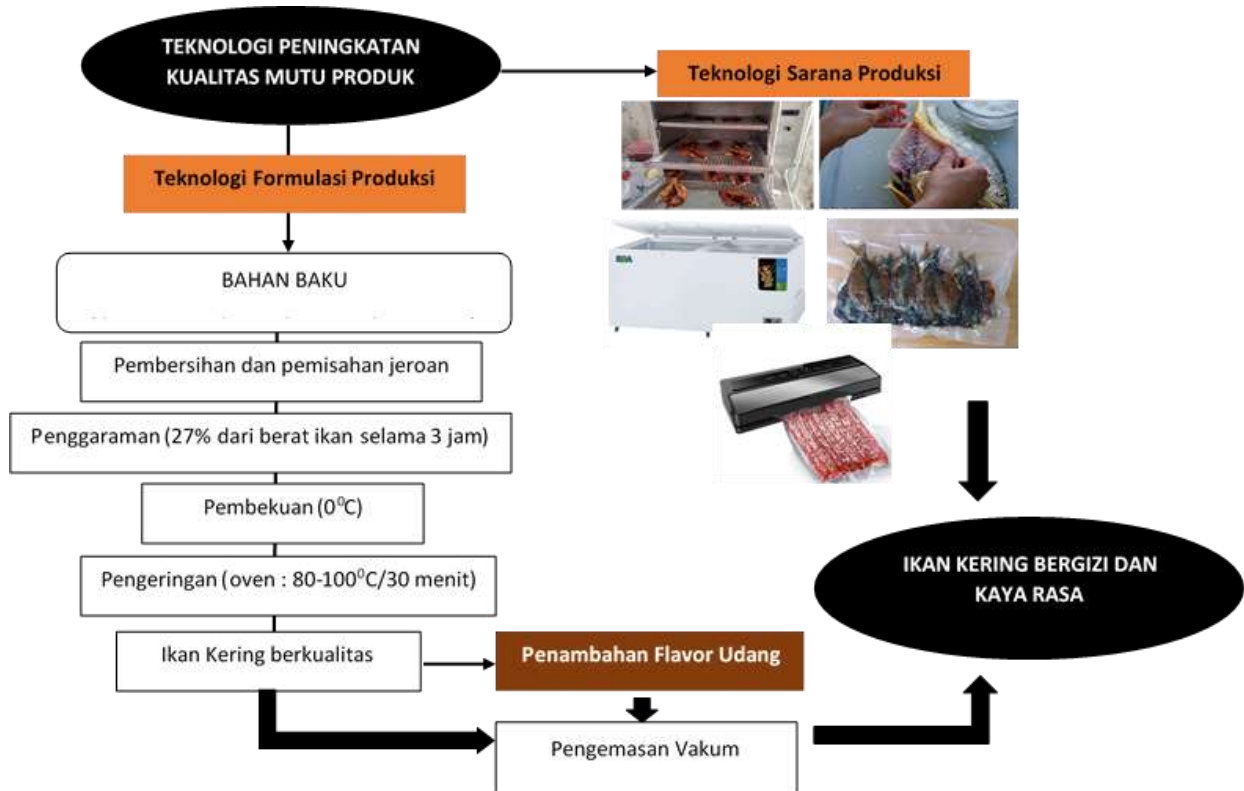 TEKNOLOGI PENINGKATAN
KUALITAS MUTU PRODUK
Teknologi Sarana Produksi
Teknologi Formulasi Produksi
BAHAN BAKU
Pembersihan dan pemisahan jeroan
Penggaraman (27% dari berat ikan selama 3 jam)
Pembekuan (0⁰C)
Pengeringan (oven : 80-100⁰C/30 menit)
Ikan Kering berkualitas
Penambahan Flavor Udang
Pengemasan Vakum
IKAN KERING BERGIZI DAN
KAYA RASA